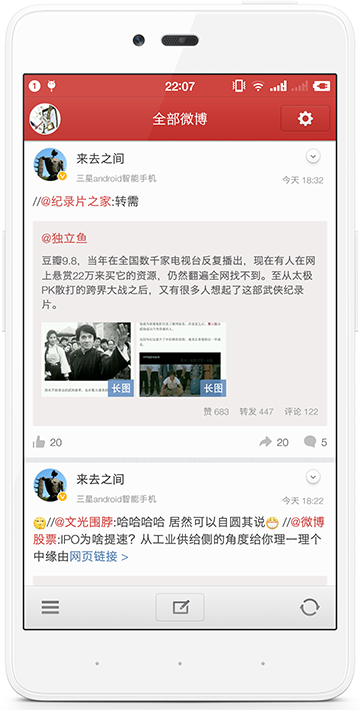 1
22:07
全部微博
来去之间
三星android智能手机
今天 18:32
//@纪录片之家:转需
@独立鱼
豆瓣9.8，当年在全国数千家电视台反复播出，现在有人在网
上悬赏22万来买它的资源，仍然翻遍全网找不到。至从太极
PK散打的跨界大战之后，又有很多人想起了这部武侠纪录
片。
长图
长图
赞 683 转发 447 评论 122
20
20
5
来去之间
三星android智能手机
今天 18:22
//@文光围脖:哈哈哈哈 居然可以自圆其说 //@微博
股票:IPO为啥提速？从工业供给侧的角度给你理一理个
中缘由网页链接 >